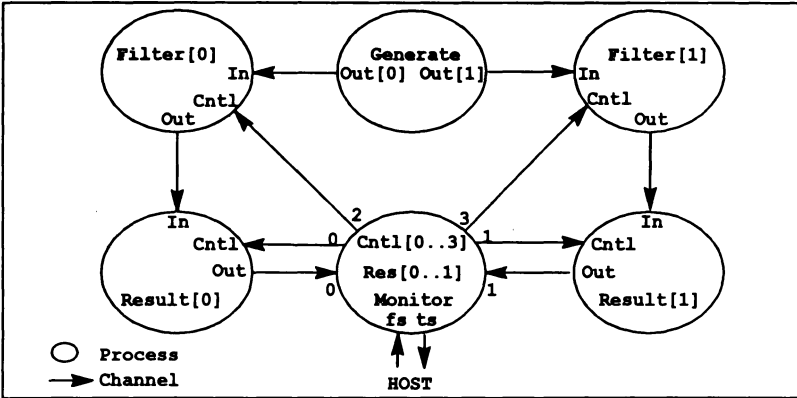 Filter[0]
In
Cntl
Out
Generate
Out[0] Out[1]
Filter[1]
In
Cntl
Out
In
Cntl
Out
Result[0]
2
3
0
Cntl[0..3]
1
Res[0..1]
0
Monitor
1
fs ts
In
Cntl
Out
Result[1]
Process
Channel
HOST